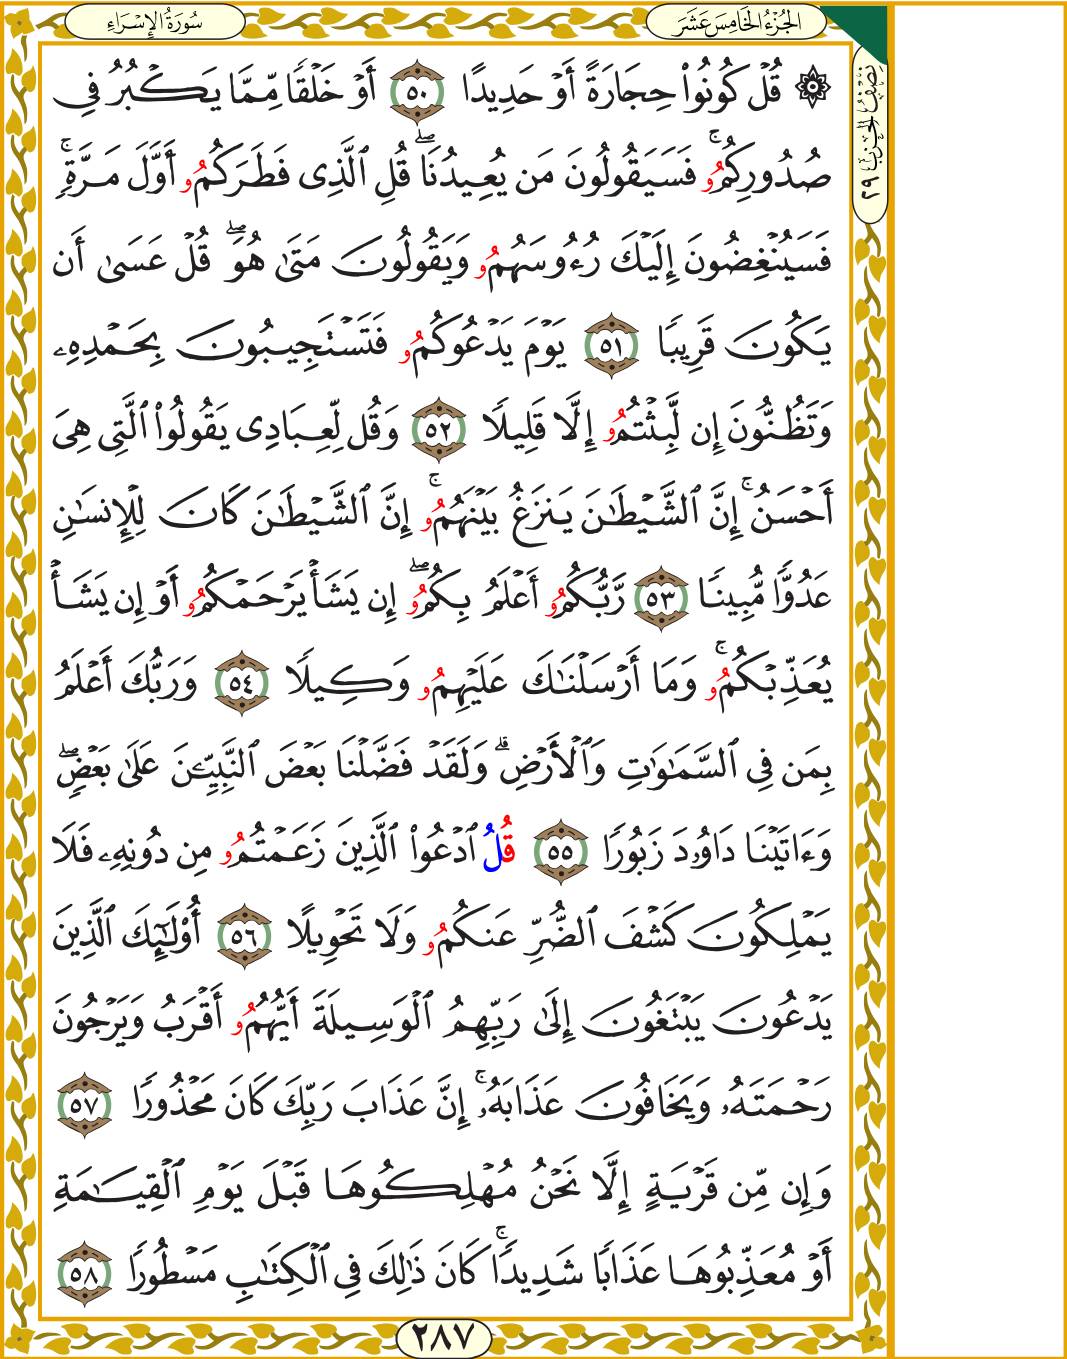 سُورَةُ الإِسْرَاءِ
الجُزْءُ الخَامِسَ عَشَرَ
نِصْفُ الحِزْبِ ٢٩
۞ قُلۡ كُونُواْ حِجَارَةً أَوۡ حَدِيدًا ٥٠ أَوۡ خَلۡقٗا مِّمَّا يَكۡبُرُ فِي
صُدُورِكُمُۥۚ فَسَيَقُولُونَ مَن يُعِيدُنَاۖ قُلِ ٱلَّذِي فَطَرَكُمُۥ أَوَّلَ مَرَّةٖۚ
فَسَيُنۡغِضُونَ إِلَيۡكَ رُءُوسَهُمُۥ وَيَقُولُونَ مَتَىٰ هُوَۖ قُلۡ عَسَىٰ أَن
يَكُونَ قَرِيبٗا ٥١ يَوۡمَ يَدۡعُوكُمُۥ فَتَسۡتَجِيبُونَ بِحَمۡدِهِۦ
وَتَظُنُّونَ إِن لَّبِثۡتُمُۥ إِلَّا قَلِيلٗا ٥٢ وَقُل لِّعِبَادِي يَقُولُواْ ٱلَّتِي هِيَ
أَحۡسَنُۚ إِنَّ ٱلشَّيۡطَٰنَ يَنزَغُ بَيۡنَهُمُۥۚ إِنَّ ٱلشَّيۡطَٰنَ كَانَ لِلۡإِنسَٰنِ
عَدُوّٗا مُّبِينٗا ٥٣ رَّبُّكُمُۥ أَعۡلَمُ بِكُمُۥۖ إِن يَشَأۡ يَرۡحَمۡكُمُۥ أَوۡ إِن يَشَأۡ
يُعَذِّبۡكُمُۥۚ وَمَا أَرۡسَلۡنَٰكَ عَلَيۡهِمُۥ وَكِيلٗا ٥٤ وَرَبُّكَ أَعۡلَمُ
بِمَن فِي ٱلسَّمَٰوَٰتِ وَٱلۡأَرۡضِۗ وَلَقَدۡ فَضَّلۡنَا بَعۡضَ ٱلنَّبِيِّـۧنَ عَلَىٰ بَعۡضٖۖ
وَءَاتَيۡنَا دَاوُۥدَ زَبُورٗا ٥٥ قُلُ ٱدۡعُواْ ٱلَّذِينَ زَعَمۡتُمُۥ مِن دُونِهِۦ فَلَا
يَمۡلِكُونَ كَشۡفَ ٱلضُّرِّ عَنكُمُۥ وَلَا تَحۡوِيلًا ٥٦ أُوْلَٰٓئِكَ ٱلَّذِينَ
يَدۡعُونَ يَبۡتَغُونَ إِلَىٰ رَبِّهِمُ ٱلۡوَسِيلَةَ أَيُّهُمُۥ أَقۡرَبُ وَيَرۡجُونَ
رَحۡمَتَهُۥ وَيَخَافُونَ عَذَابَهُۥۚ إِنَّ عَذَابَ رَبِّكَ كَانَ مَحۡذُورٗا ٥٧
وَإِن مِّن قَرۡيَةٍ إِلَّا نَحۡنُ مُهۡلِكُوهَا قَبۡلَ يَوۡمِ ٱلۡقِيَٰمَةِ
أَوۡ مُعَذِّبُوهَا عَذَابٗا شَدِيدٗاۚ كَانَ ذَٰلِكَ فِي ٱلۡكِتَٰبِ مَسۡطُورٗا ٥٨
٢٨٧